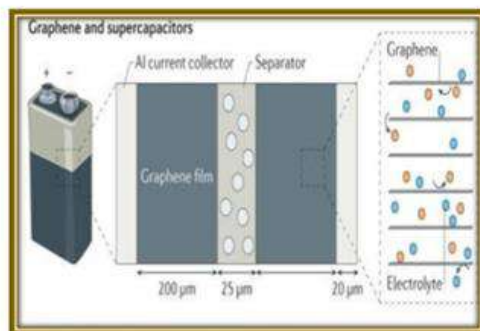 Graphene and supercapacitors
Al current collector
Separator
Graphene
+ -
Graphene film
200 µm
25 µm
20 µm
Electrolyte